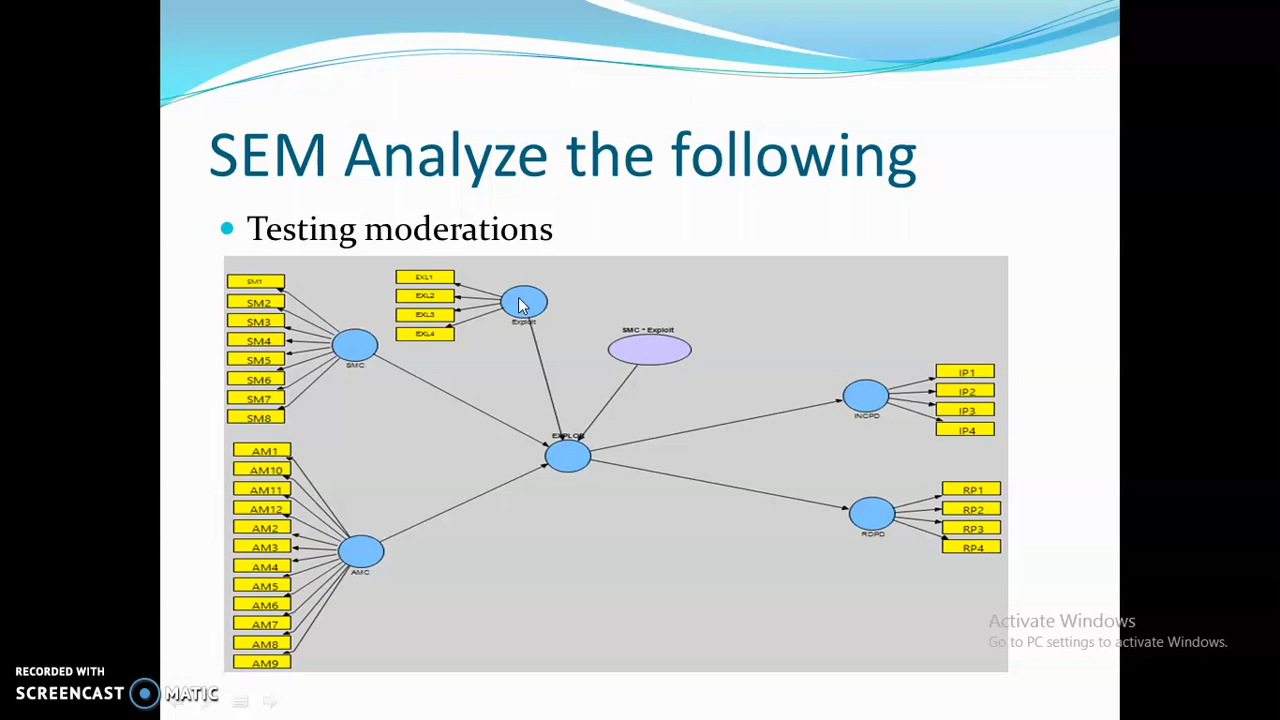 SEM Analyze the following
Testing moderations
SM1
SM2
SM3
SM4
SM5
SM6
SM7
SM8
SMC
EXL1
EXL2
EXL3
EXL4
Exploit
SMC * Exploit
AM1
AM10
AM11
AM12
AM2
AM3
AM4
AM5
AM6
AM7
AM8
AM9
AMC
INCPD
IP1
IP2
IP3
IP4
RDPD
RP1
RP2
RP3
RP4
Activate Windows
Go to PC settings to activate Windows.
RECORDED WITH
SCREENCAST MATIC